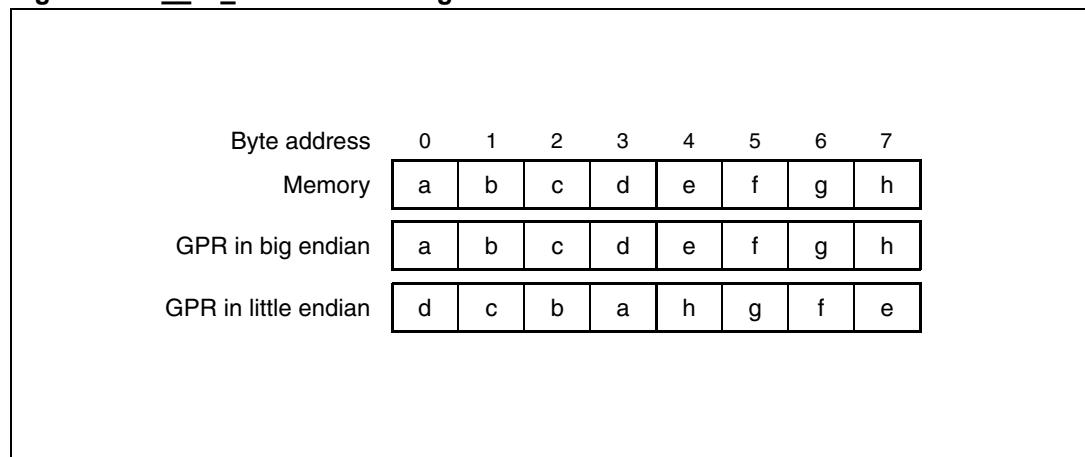 Byte address 0 1 2 3 4 5 6 7
Memory a b c d e f g h
GPR in big endian a b c d e f g h
GPR in little endian d c b a h g f e